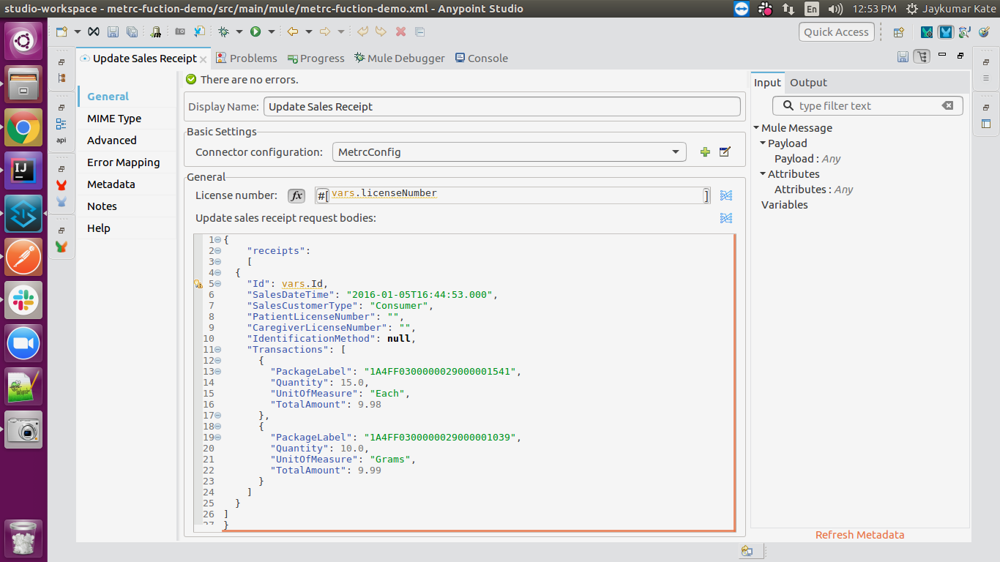 studio-workspace - metrc-fuction-demo/src/main/mule/metrc-fuction-demo.xml - Anypoint Studio
En
12:53 PM
Jaykumar Kate
Quick Access
Update Sales Receipt
Problems
Progress
Mule Debugger
Console
There are no errors.
General
MIME Type
Advanced
Error Mapping
Metadata
Notes
Help
api
IJ
Display Name:
Update Sales Receipt
Basic Settings
Connector configuration:
MetrcConfig
General
License number:
fx
#[ vars.licenseNumber ]
Update sales receipt request bodies:
1 {
2 "receipts":
3 [
4 {
5 "Id": vars.Id,
6 "SalesDateTime": "2016-01-05T16:44:53.000",
7 "SalesCustomerType": "Consumer",
8 "PatientLicenseNumber": "",
9 "CaregiverLicenseNumber": "",
10 "IdentificationMethod": null,
11 "Transactions": [
12 {
13 "PackageLabel": "1A4FF0300000029000001541",
14 "Quantity": 15.0,
15 "UnitOfMeasure": "Each",
16 "TotalAmount": 9.98
17 },
18 {
19 "PackageLabel": "1A4FF0300000029000001039",
20 "Quantity": 10.0,
21 "UnitOfMeasure": "Grams",
22 "TotalAmount": 9.99
23 }
24 ]
25 }
26 ]
27 }
Input
Output
type filter text
Mule Message
Payload
Payload : Any
Attributes
Attributes : Any
Variables
Refresh Metadata